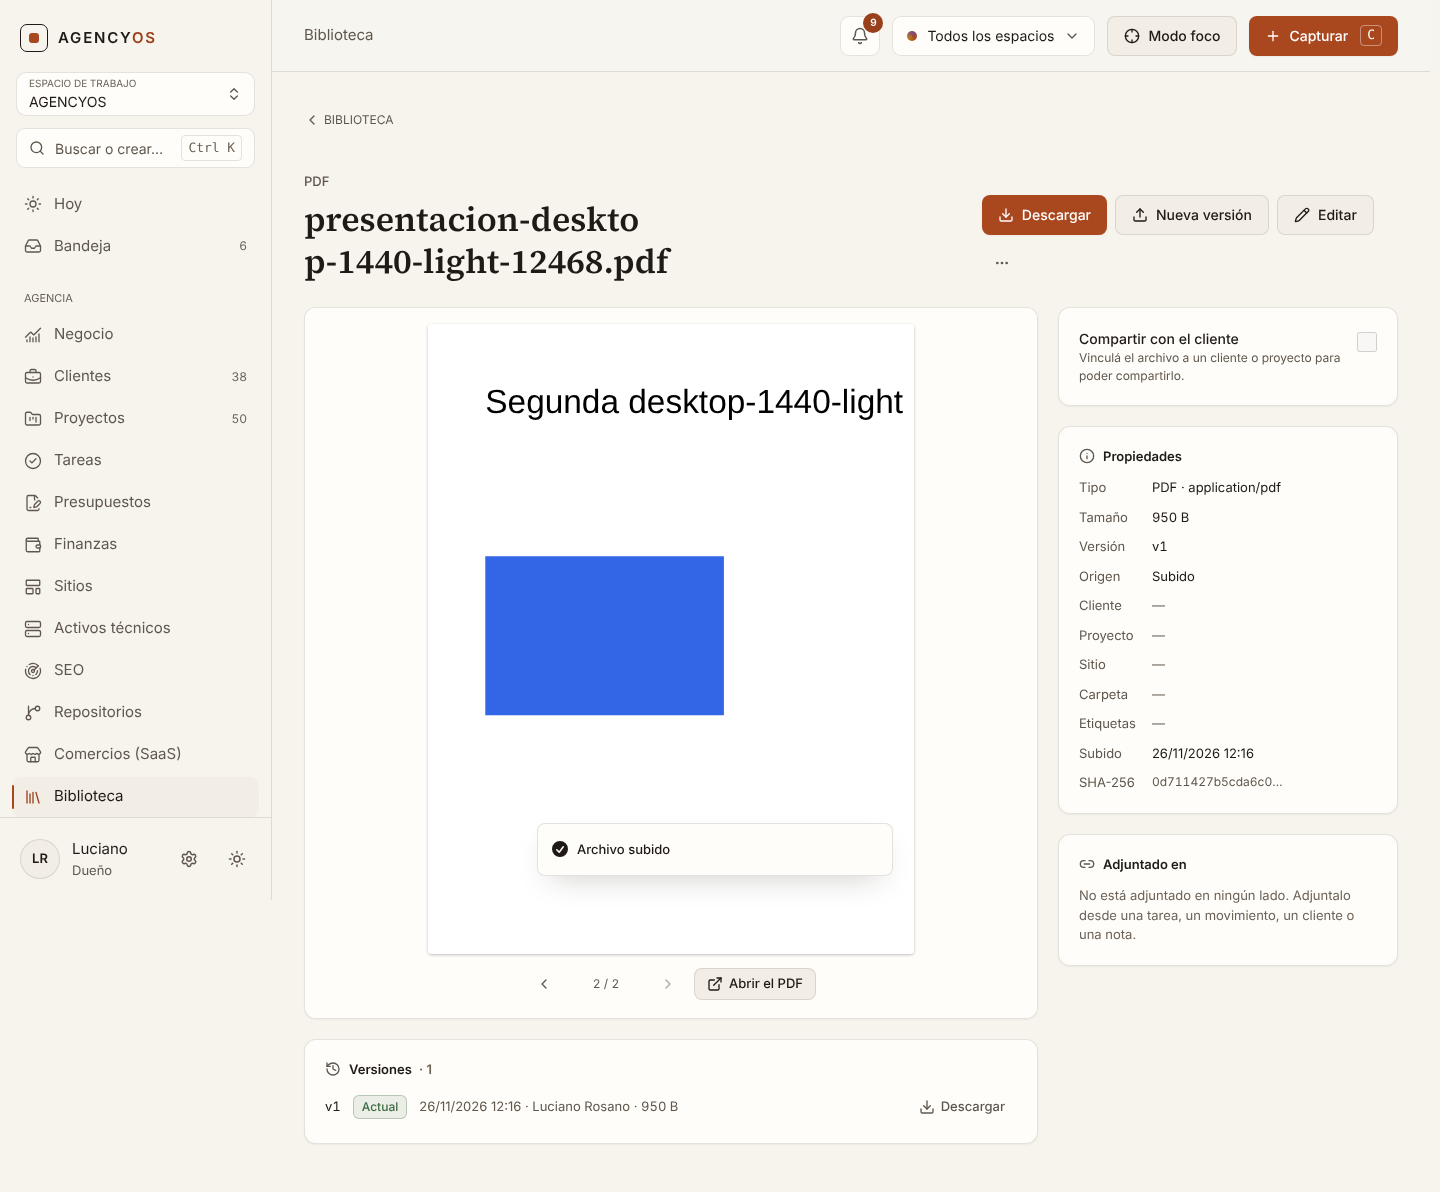 AGENCYOS
ESPACIO DE TRABAJO
AGENCYOS
Buscar o crear... Ctrl K
Hoy
Bandeja 6
AGENCIA
Negocio
Clientes 38
Proyectos 50
Tareas
Presupuestos
Finanzas
Sitios
Activos técnicos
SEO
Repositorios
Comercios (SaaS)
Biblioteca
LR Luciano
Dueño
Biblioteca
9
Todos los espacios
Modo foco
Capturar C
BIBLIOTECA
PDF
presentacion-deskto
p-1440-light-12468.pdf
Descargar
Nueva versión
Editar
...
Segunda desktop-1440-light
Archivo subido
2 / 2
Abrir el PDF
Versiones · 1
v1 Actual 26/11/2026 12:16 · Luciano Rosano · 950 B Descargar
Compartir con el cliente
Vinculá el archivo a un cliente o proyecto para
poder compartirlo.
Propiedades
Tipo PDF · application/pdf
Tamaño 950 B
Versión v1
Origen Subido
Cliente —
Proyecto —
Sitio —
Carpeta —
Etiquetas —
Subido 26/11/2026 12:16
SHA-256 0d711427b5cda6c0…
Adjuntado en
No está adjuntado en ningún lado. Adjuntalo
desde una tarea, un movimiento, un cliente o
una nota.